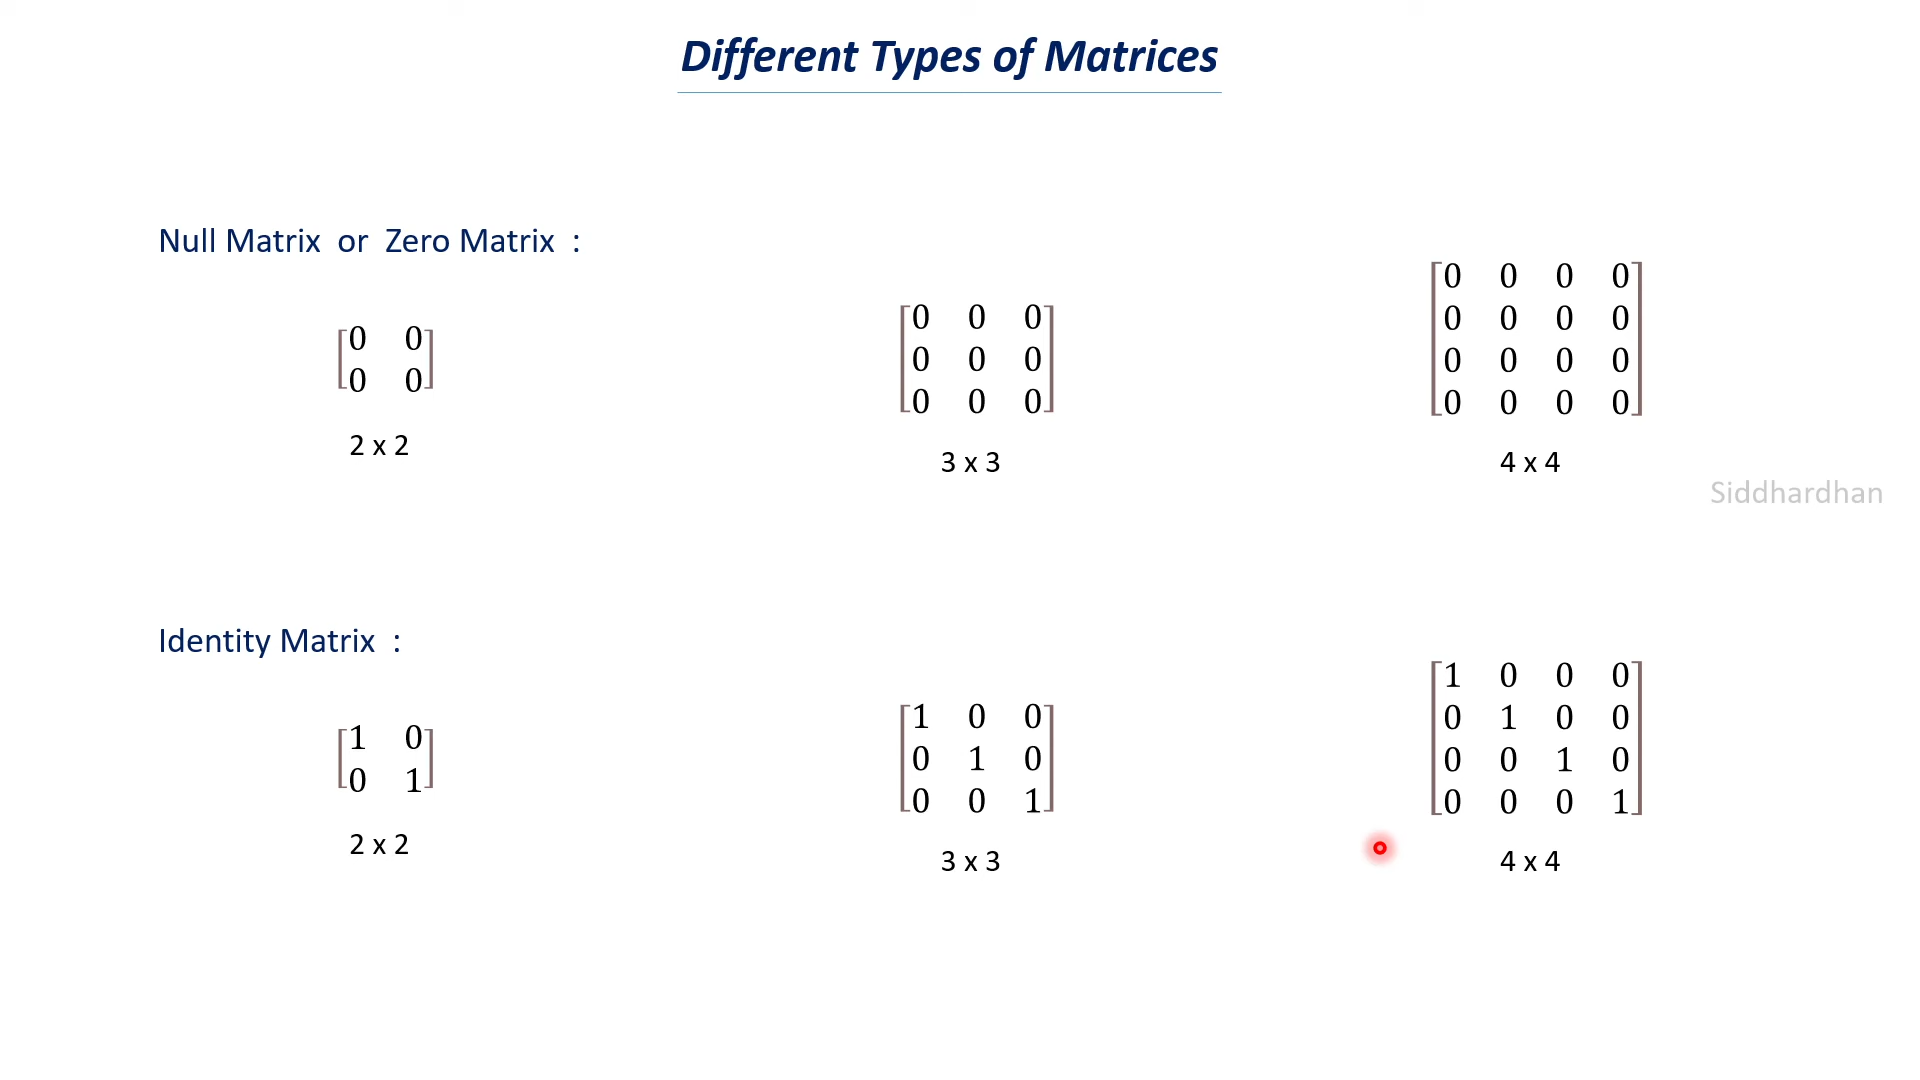 Different Types of Matrices
Null Matrix or Zero Matrix :
0 0
0 0
2 x 2
0 0 0
0 0 0
0 0 0
3 x 3
0 0 0 0
0 0 0 0
0 0 0 0
0 0 0 0
4 x 4
Siddhardhan
Identity Matrix :
1 0
0 1
2 x 2
1 0 0
0 1 0
0 0 1
3 x 3
1 0 0 0
0 1 0 0
0 0 1 0
0 0 0 1
4 x 4